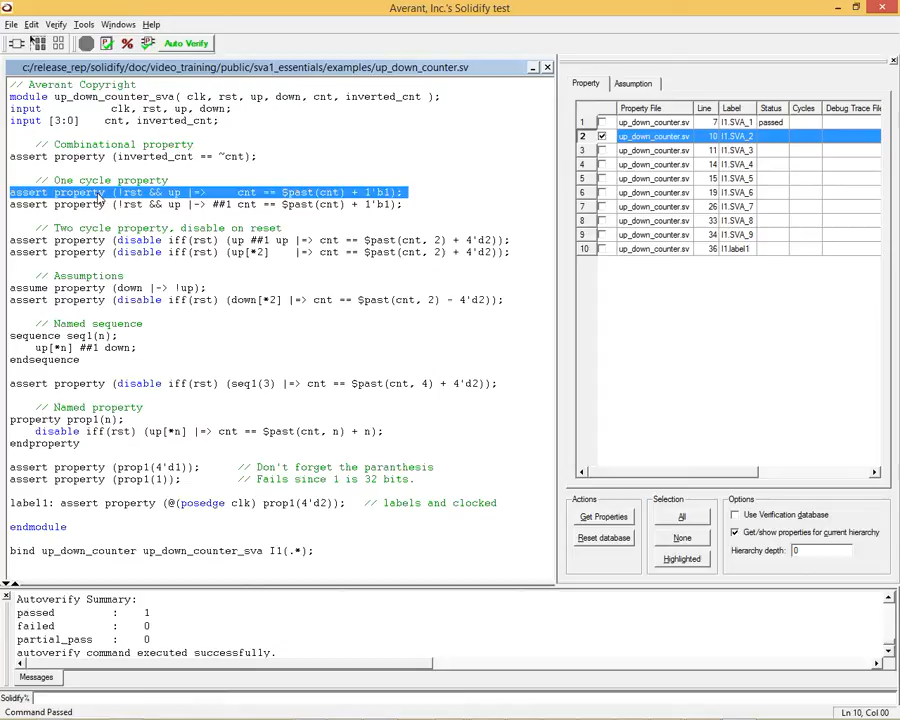 Averant, Inc.'s Solidify test
File Edit Verify Tools Windows Help
Auto Verify
c:/release_rep/solidify/doc/video_training/public/sva1_essentials/examples/up_down_counter.sv
// Averant Copyright
module up_down_counter_sva( clk, rst, up, down, cnt, inverted_cnt );
input clk, rst, up, down;
input [3:0] cnt, inverted_cnt;
// Combinational property
assert property (inverted_cnt == ~cnt);
// One cycle property
assert property (!rst && up |=> cnt == $past(cnt) + 1'b1);
assert property (!rst && up |-> ##1 cnt == $past(cnt) + 1'b1);
// Two cycle property, disable on reset
assert property (disable iff(rst) (up ##1 up |=> cnt == $past(cnt, 2) + 4'd2));
assert property (disable iff(rst) (up[*2] |=> cnt == $past(cnt, 2) + 4'd2));
// Assumptions
assume property (down |-> !up);
assert property (disable iff(rst) (down[*2] |=> cnt == $past(cnt, 2) - 4'd2));
// Named sequence
sequence seq1(n);
up[*n] ##1 down;
endsequence
assert property (disable iff(rst) (seq1(3) |=> cnt == $past(cnt, 4) + 4'd2));
// Named property
property prop1(n);
disable iff(rst) (up[*n] |=> cnt == $past(cnt, n) + n);
endproperty
assert property (prop1(4'd1)); // Don't forget the paranthesis
assert property (prop1(1)); // Fails since 1 is 32 bits.
label1: assert property (@(posedge clk) prop1(4'd2)); // labels and clocked
endmodule
bind up_down_counter up_down_counter_sva I1(.*);
Property Assumption
Property File Line Label Status Cycles Debug Trace File
1 up_down_counter.sv 7 I1.SVA_1 passed
2 up_down_counter.sv 10 I1.SVA_2
3 up_down_counter.sv 11 I1.SVA_3
4 up_down_counter.sv 14 I1.SVA_4
5 up_down_counter.sv 15 I1.SVA_5
6 up_down_counter.sv 19 I1.SVA_6
7 up_down_counter.sv 26 I1.SVA_7
8 up_down_counter.sv 33 I1.SVA_8
9 up_down_counter.sv 34 I1.SVA_9
10 up_down_counter.sv 36 I1.label1
Actions
Get Properties
Reset database
Selection
All
None
Highlighted
Options
Use Verification database
Get/show properties for current hierarchy
Hierarchy depth: 0
Autoverify Summary:
passed : 1
failed : 0
partial_pass : 0
autoverify command executed successfully.
Messages
Solidify%
Command Passed
Ln 10, Col 00